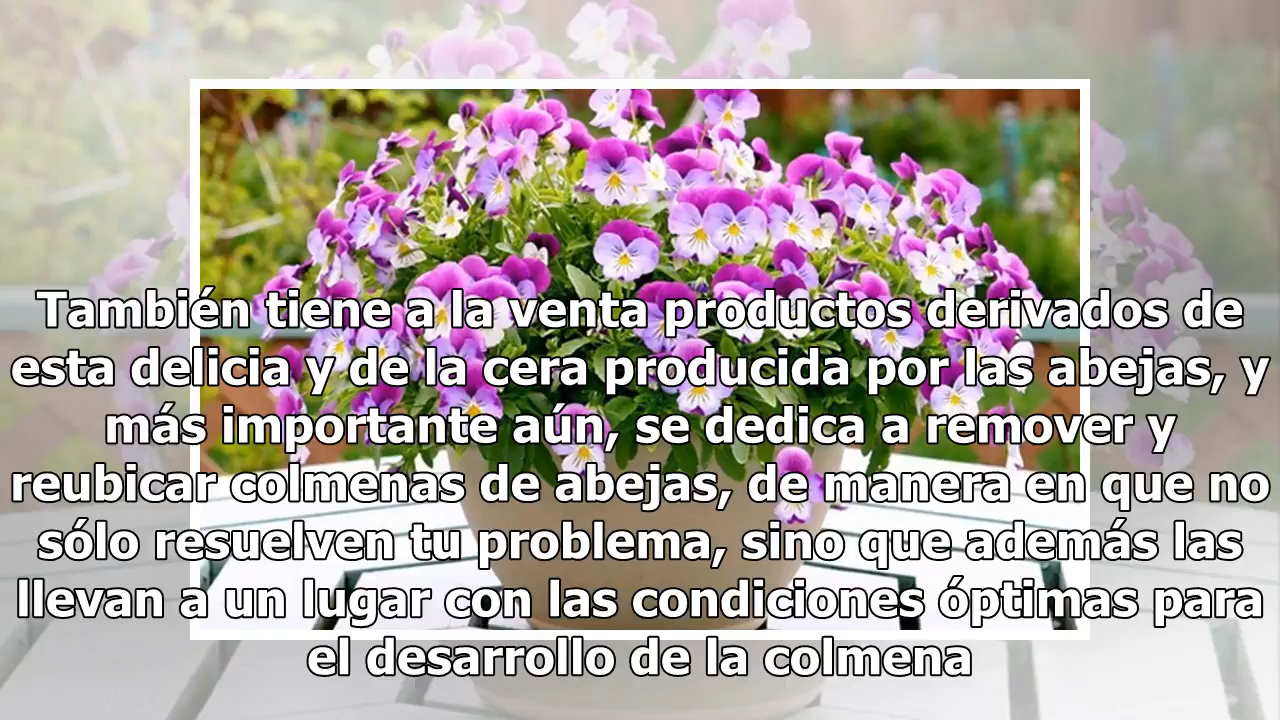 También tiene a la venta productos derivados de
esta delicia y de la cera producida por las abejas, y
más importante aún, se dedica a remover y
reubicar colmenas de abejas, de manera en que no
sólo resuelven tu problema, sino que además las
llevan a un lugar con las condiciones óptimas para
el desarrollo de la colmena